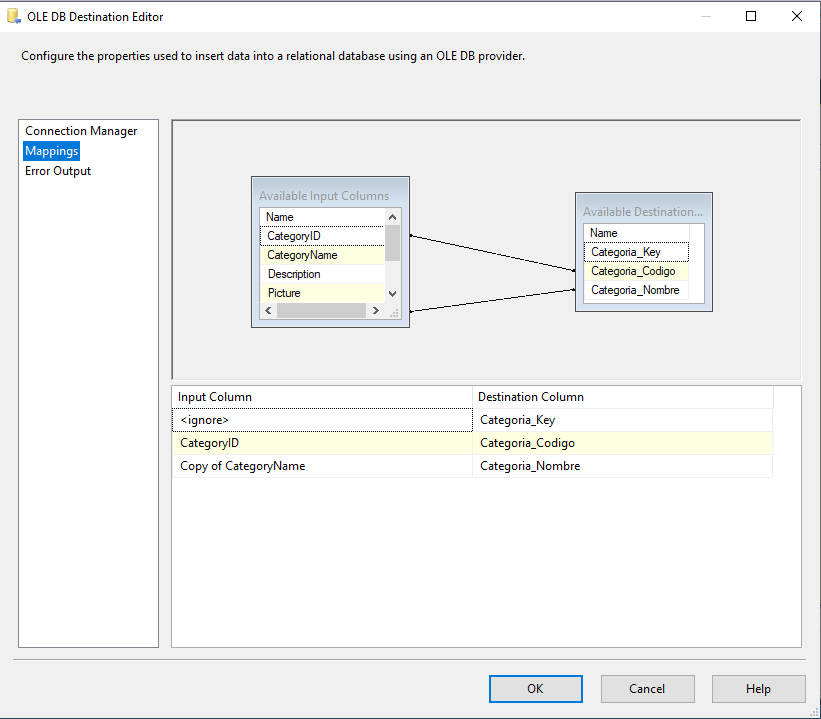 OLE DB Destination Editor
Configure the properties used to insert data into a relational database using an OLE DB provider.
Connection Manager
Mappings
Error Output
Available Input Columns
Name
CategoryID
CategoryName
Description
Picture
Available Destination...
Name
Categoria_Key
Categoria_Codigo
Categoria_Nombre
Input Column Destination Column
<ignore> Categoria_Key
CategoryID Categoria_Codigo
Copy of CategoryName Categoria_Nombre
OK Cancel Help